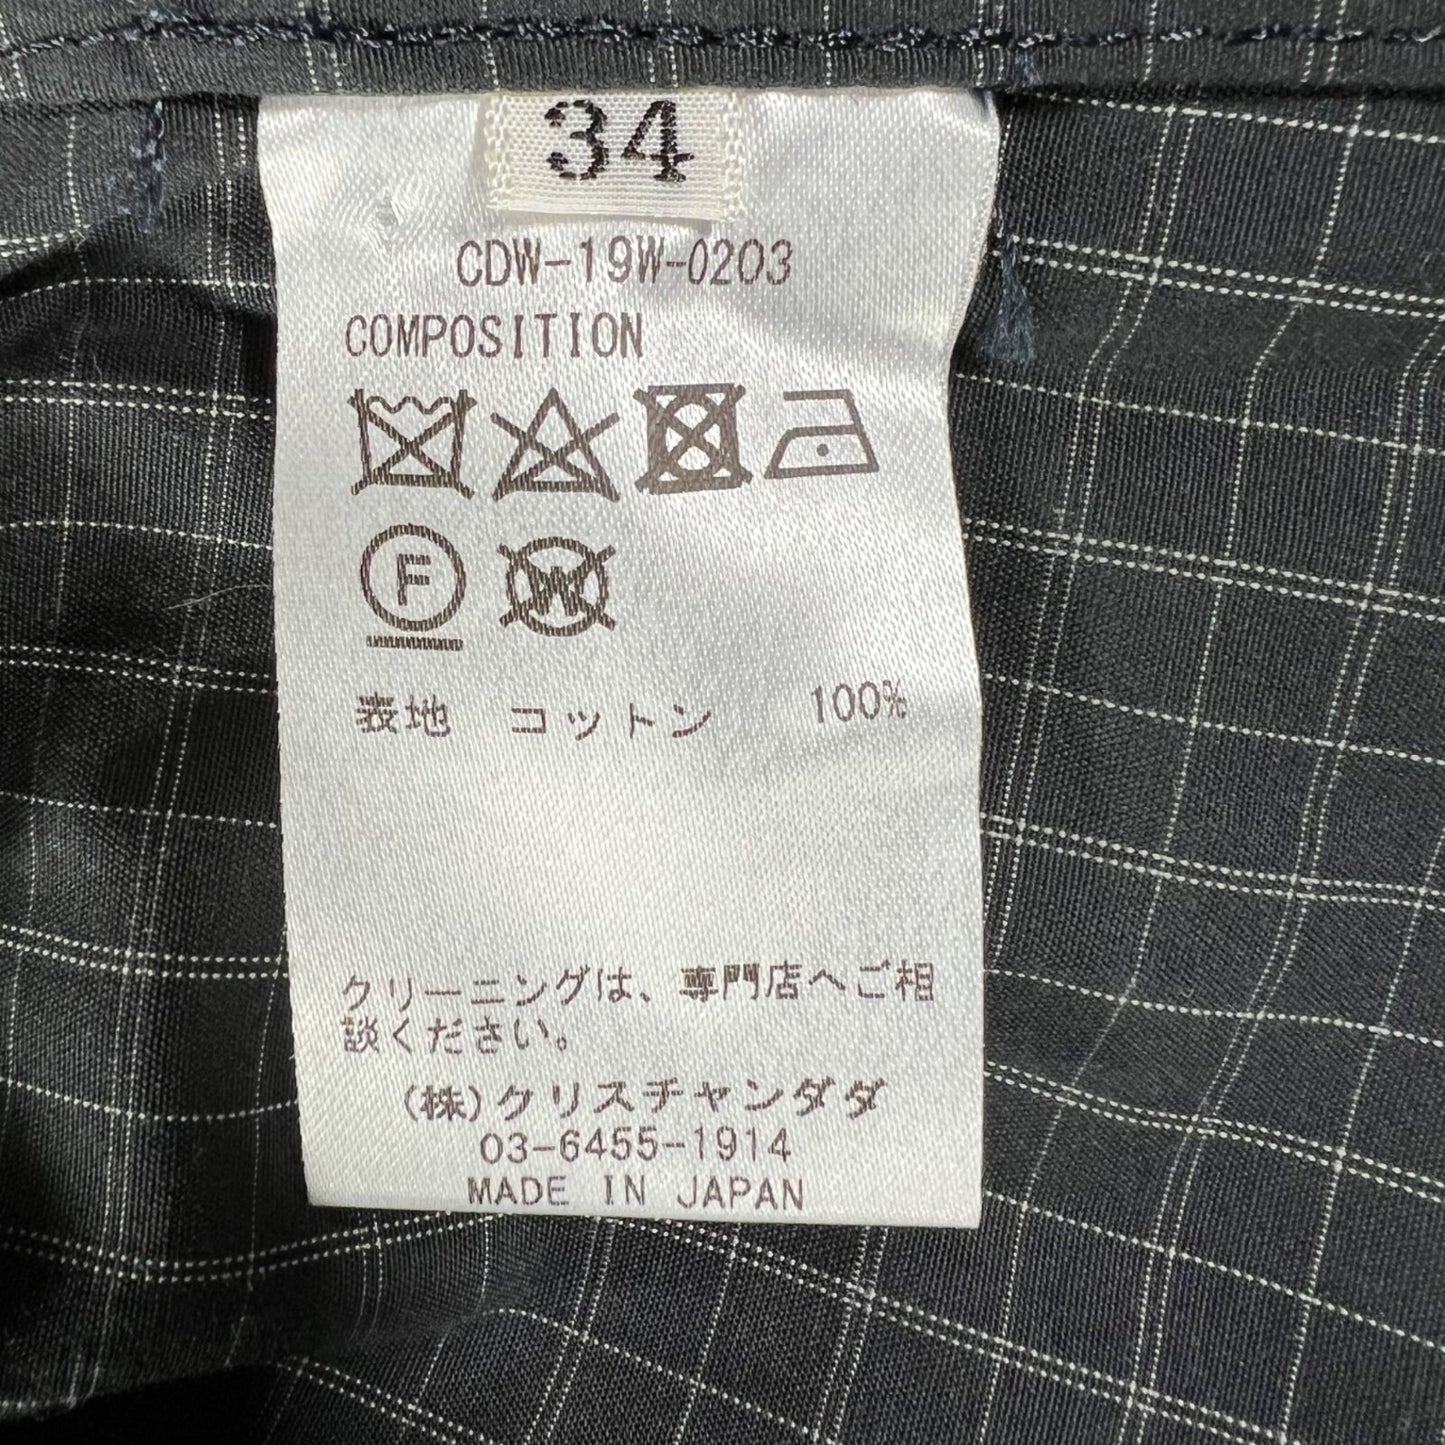 34
CDW-19W-0203
COMPOSITION
F
W
表地 コットン 100%
クリーニングは、専門店へご相
談ください。
(株)クリスチャンダダ
03-6455-1914
MADE IN JAPAN